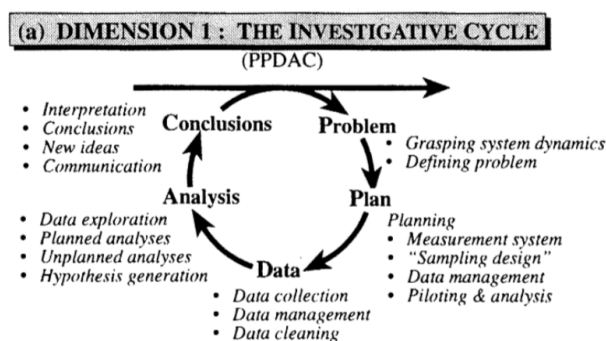 (a) DIMENSION 1 : THE INVESTIGATIVE CYCLE
(PPDAC)
• Interpretation
• Conclusions
• New ideas
• Communication
Conclusions
Problem
• Grasping system dynamics
• Defining problem
Analysis
Plan
• Data exploration
• Planned analyses
• Unplanned analyses
• Hypothesis generation
Planning
• Measurement system
• “Sampling design”
• Data management
• Piloting & analysis
Data
• Data collection
• Data management
• Data cleaning